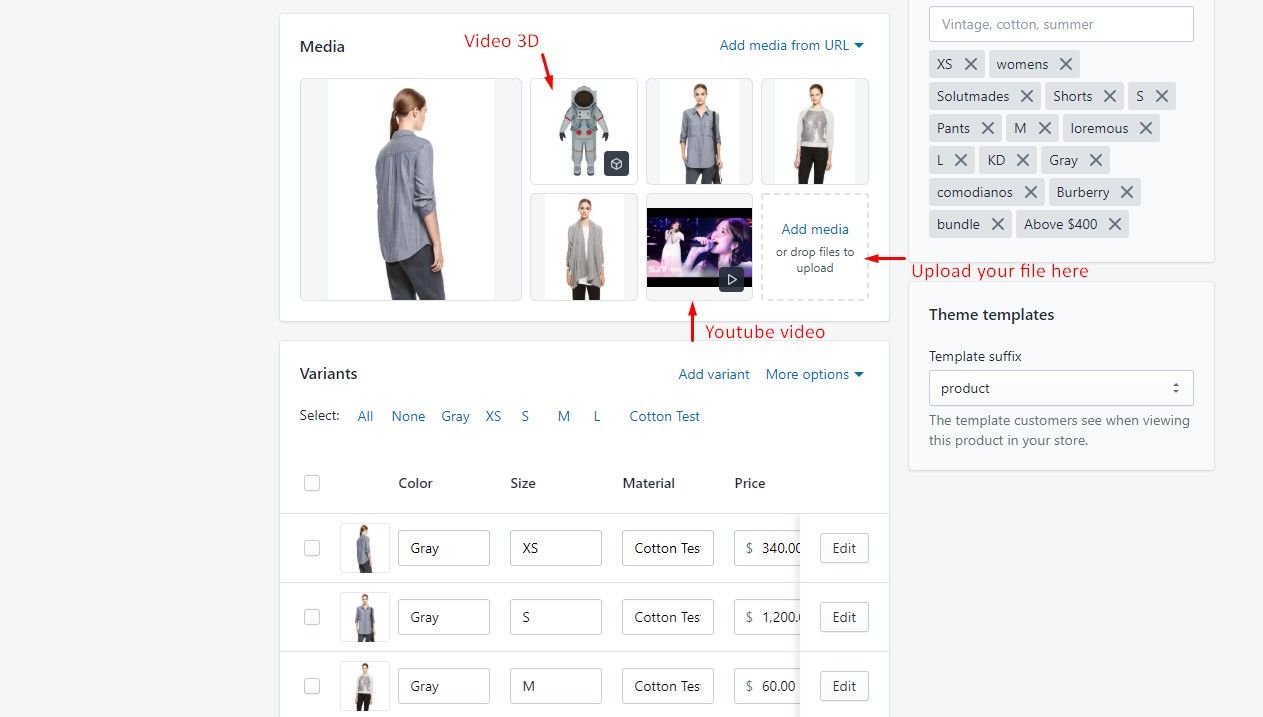 Media
Video 3D
Add media from URL
Add media
or drop files to
upload
Youtube video
Vintage, cotton, summer
XS womens
Solutmades Shorts S
Pants M loremous
L KD Gray
comodianos Burberry
bundle Above $400
Upload your file here
Theme templates
Template suffix
product
The template customers see when viewing
this product in your store.
Variants
Add variant More options
Select: All None Gray XS S M L Cotton Test
Color Size Material Price
Gray XS Cotton Tes $ 340.00 Edit
Gray S Cotton Tes $ 1,200. Edit
Gray M Cotton Tes $ 60.00 Edit